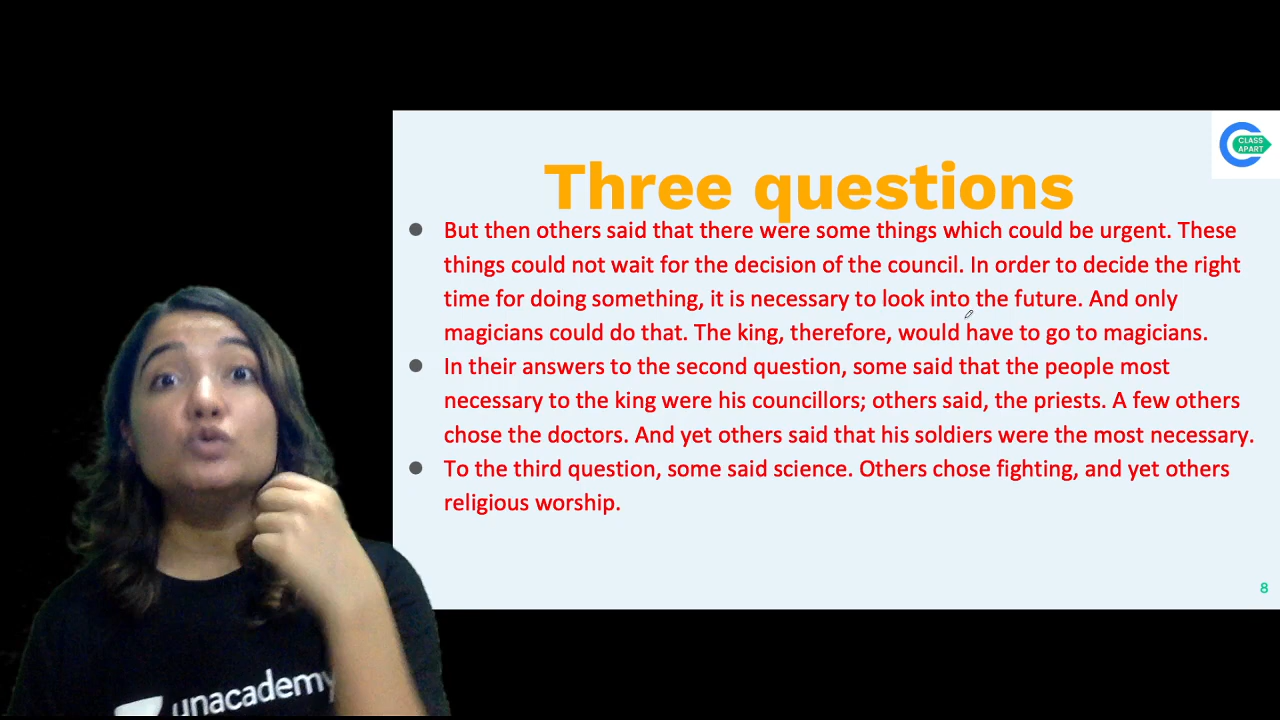 CLASS
APART
Three questions
● But then others said that there were some things which could be urgent. These
things could not wait for the decision of the council. In order to decide the right
time for doing something, it is necessary to look into the future. And only
magicians could do that. The king, therefore, would have to go to magicians.
● In their answers to the second question, some said that the people most
necessary to the king were his councillors; others said, the priests. A few others
chose the doctors. And yet others said that his soldiers were the most necessary.
● To the third question, some said science. Others chose fighting, and yet others
religious worship.
8
unacademy